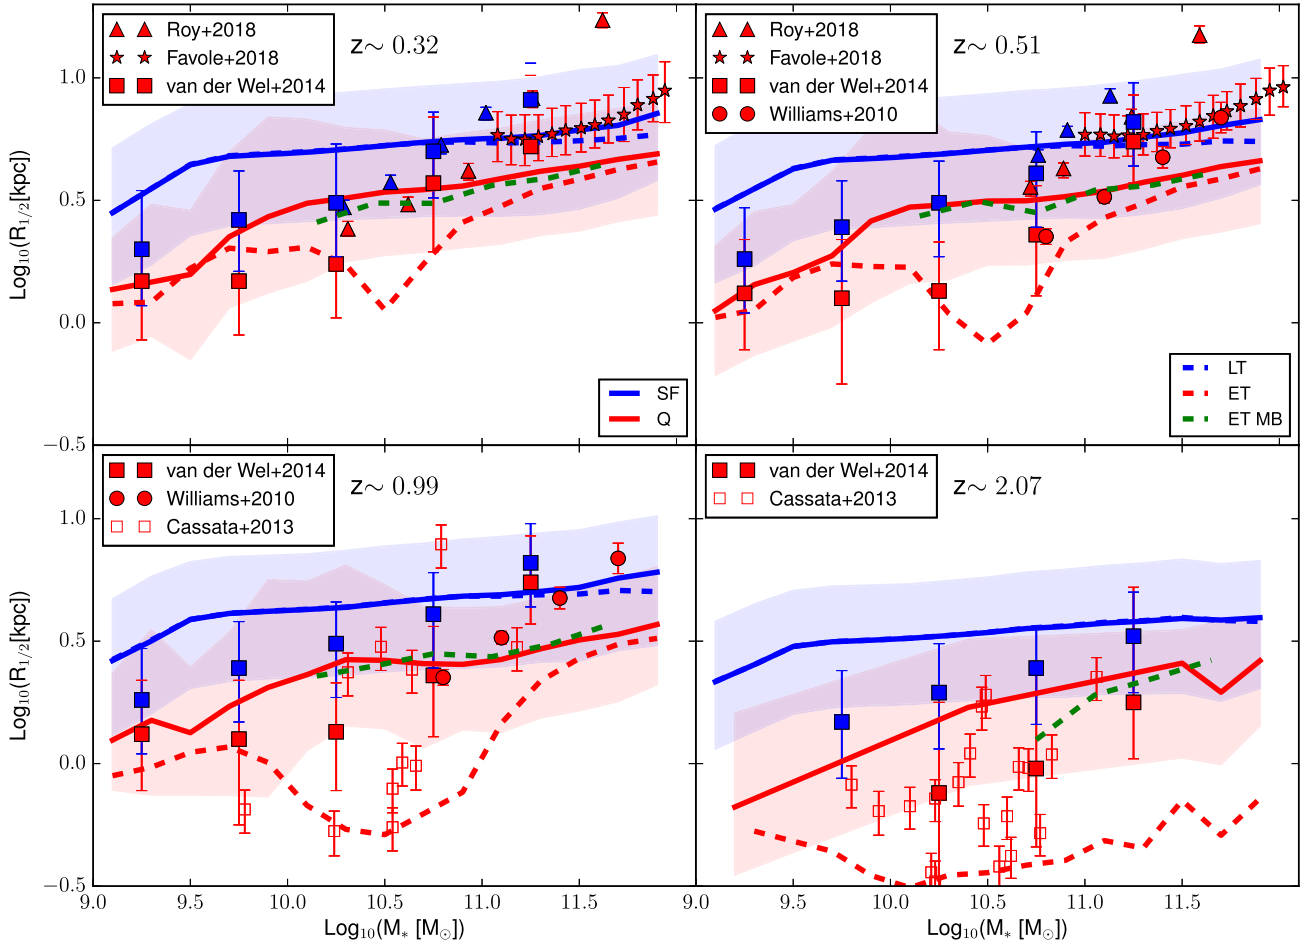 Roy+2018
Favole+2018
van der Wel+2014
z∼ 0.32
Roy+2018
Favole+2018
van der Wel+2014
Williams+2010
z∼ 0.51
1.0
0.5
0.0
−0.5
Log₁₀(R₁/₂[kpc])
SF
Q
LT
ET
ET MB
van der Wel+2014
Williams+2010
Cassata+2013
z∼ 0.99
van der Wel+2014
Cassata+2013
z∼ 2.07
1.0
0.5
0.0
−0.5
Log₁₀(R₁/₂[kpc])
9.0 9.5 10.0 10.5 11.0 11.5 9.0 9.5 10.0 10.5 11.0 11.5
Log₁₀(M* [M☉]) Log₁₀(M* [M☉])